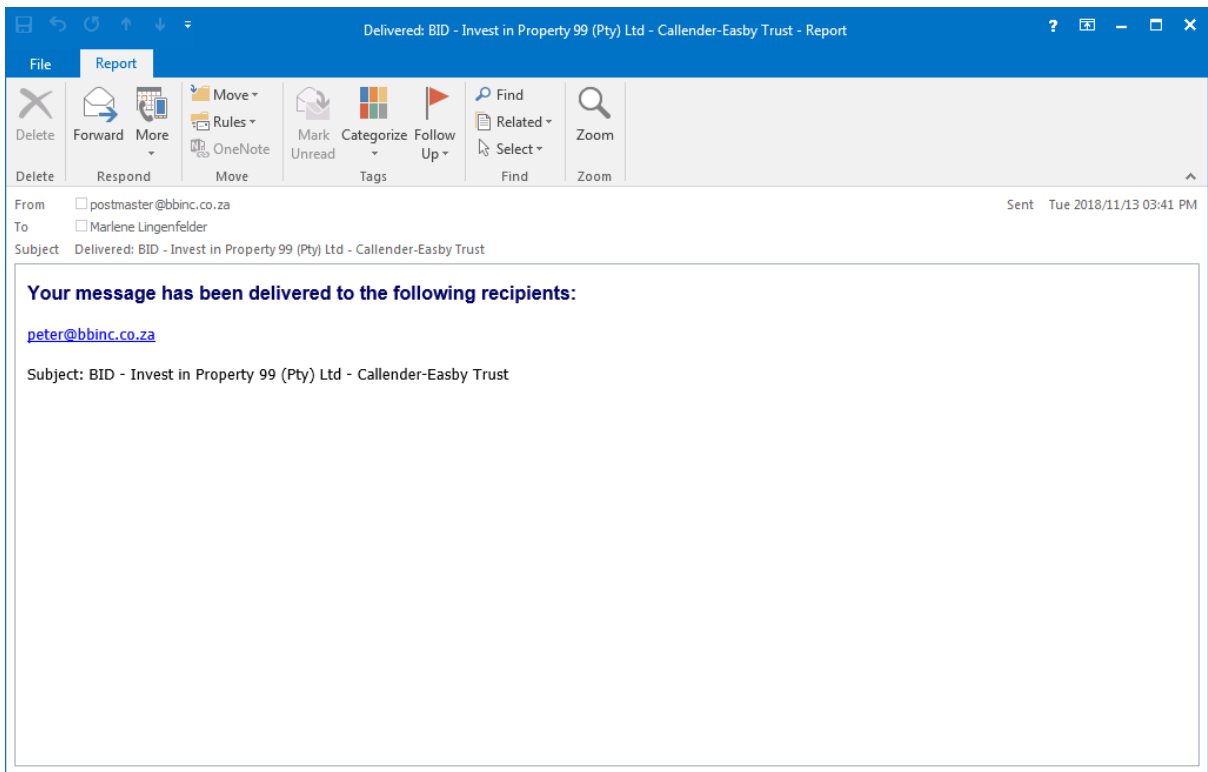 Delivered: BID - Invest in Property 99 (Pty) Ltd - Callender-Easby Trust - Report
?
File Report
Delete
Forward
More
Move
Rules
OneNote
Mark Unread
Categorize
Follow Up
Find
Related
Select
Zoom
Delete Respond Move Tags Find Zoom
From postmaster@bbinc.co.za Sent Tue 2018/11/13 03:41 PM
To Marlene Lingenfelder
Subject Delivered: BID - Invest in Property 99 (Pty) Ltd - Callender-Easby Trust
Your message has been delivered to the following recipients:
peter@bbinc.co.za
Subject: BID - Invest in Property 99 (Pty) Ltd - Callender-Easby Trust